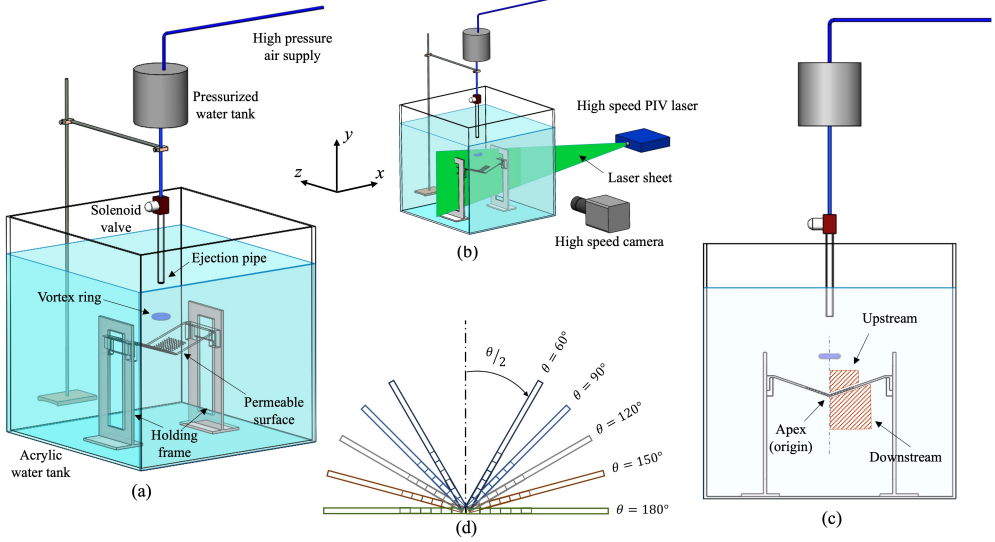 High pressure
air supply
Pressurized
water tank
Solenoid
valve
Ejection pipe
Vortex ring
Permeable
surface
Holding
frame
Acrylic
water tank
(a)
y
z
x
High speed PIV laser
Laser sheet
High speed camera
(b)
θ/2
θ = 60°
θ = 90°
θ = 120°
θ = 150°
θ = 180°
(d)
Upstream
Apex
(origin)
Downstream
(c)